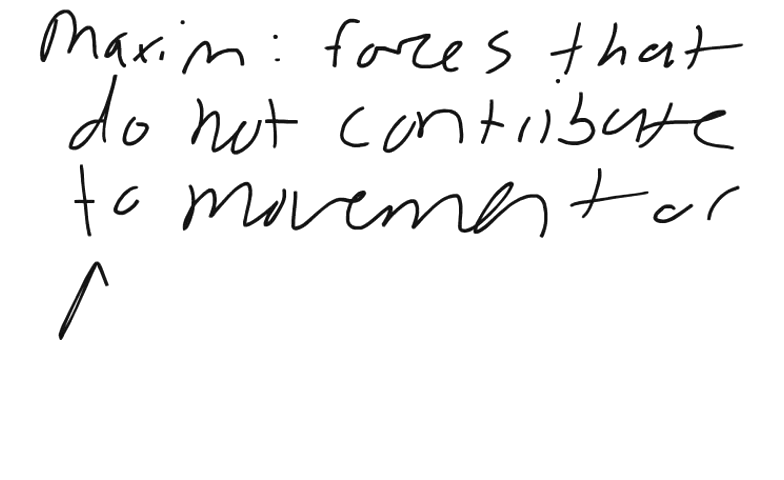 Maxim: forces that
do not contribute
to movement or